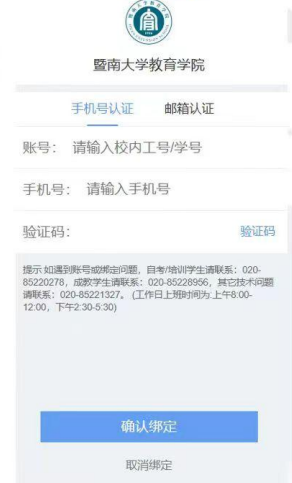 暨南大学教育学院
手机号认证 邮箱认证
账号: 请输入校内工号/学号
手机号: 请输入手机号
验证码: 验证码
提示:如遇到账号或绑定问题，自考/培训学生请联系：020-
85220278，成教学生请联系：020-85228956，其它技术问题
请联系：020-85221327。 (工作日上班时间为:上午8:00-
12:00，下午2:30-5:30)
确认绑定
取消绑定